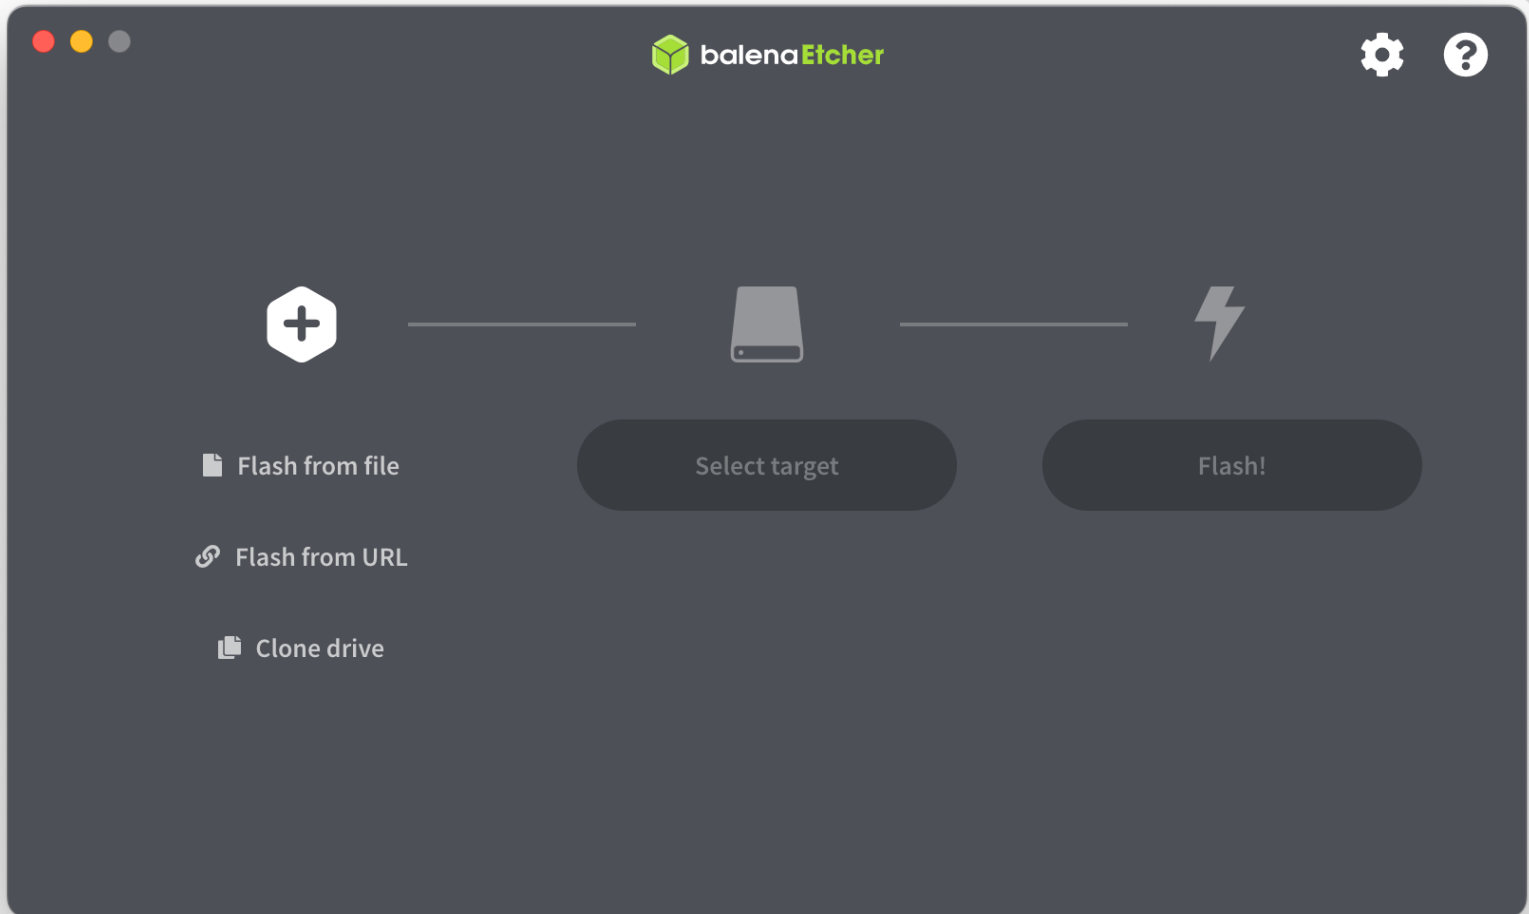 balenaEtcher
Flash from file
Select target
Flash!
Flash from URL
Clone drive